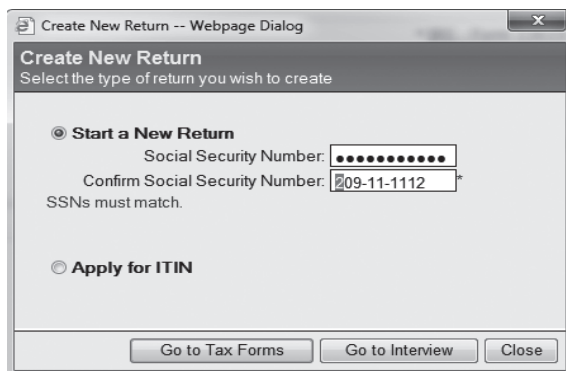 Create New Return -- Webpage Dialog
Create New Return
Select the type of return you wish to create
Start a New Return
Social Security Number: ●●●●●●●●●●●
Confirm Social Security Number: 209-11-1112 *
SSNs must match.
Apply for ITIN
Go to Tax Forms Go to Interview Close